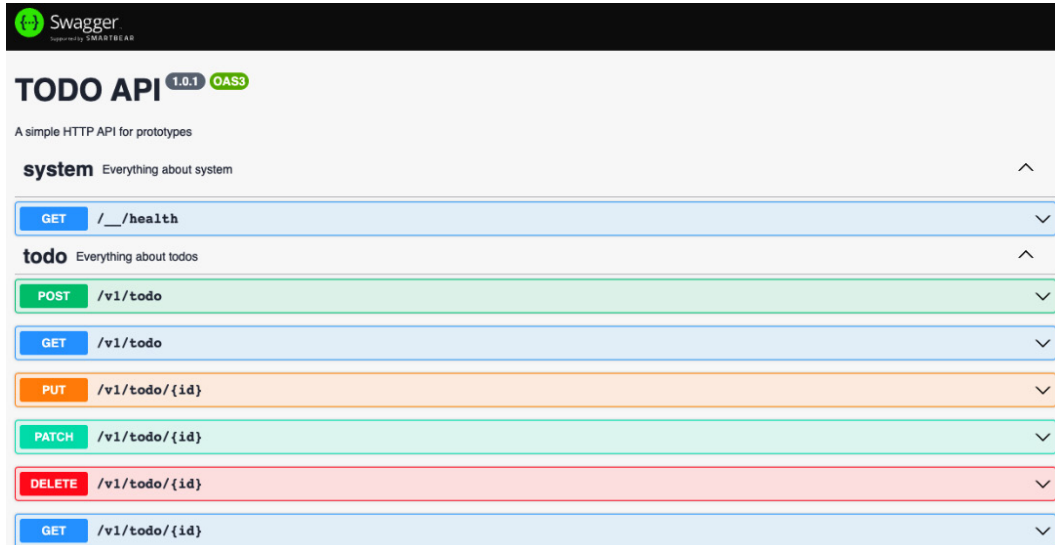 Swagger.
Supported by SMARTBEAR
TODO API 1.0.1 OAS3
A simple HTTP API for prototypes
system Everything about system
GET /__/health
todo Everything about todos
POST /v1/todo
GET /v1/todo
PUT /v1/todo/{id}
PATCH /v1/todo/{id}
DELETE /v1/todo/{id}
GET /v1/todo/{id}